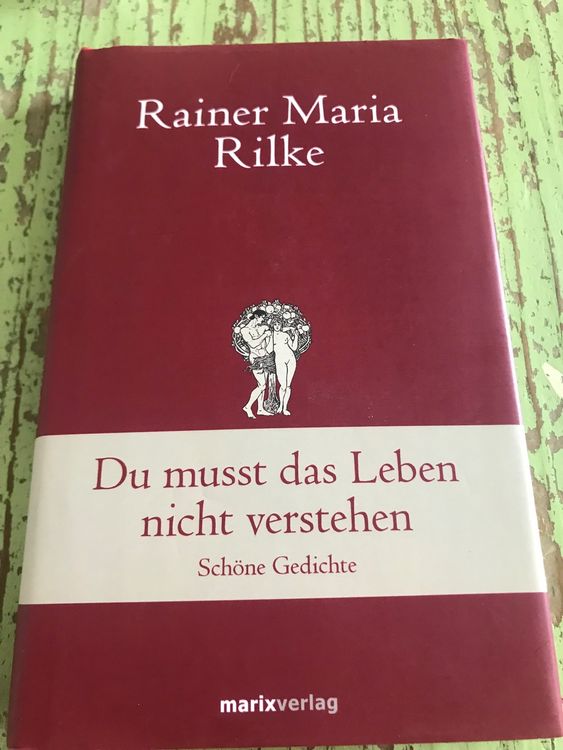 Rainer Maria
Rilke
Du musst das Leben
nicht verstehen
Schöne Gedichte
marixverlag